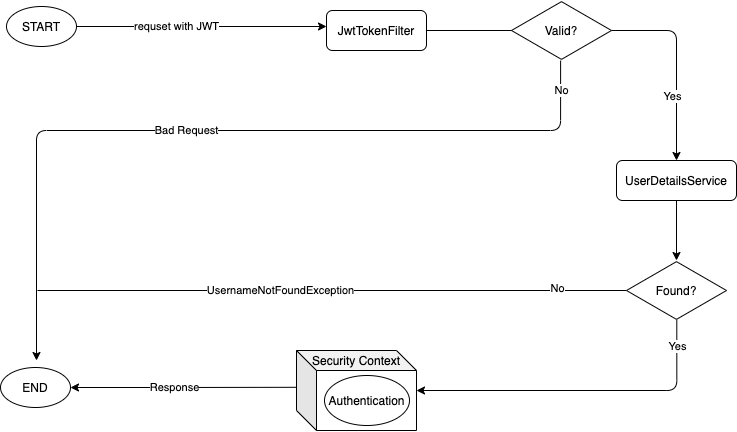 START
requset with JWT
JwtTokenFilter
Valid?
No
Yes
Bad Request
UserDetailsService
UsernameNotFoundException
No
Found?
Yes
Security Context
END
Response
Authentication